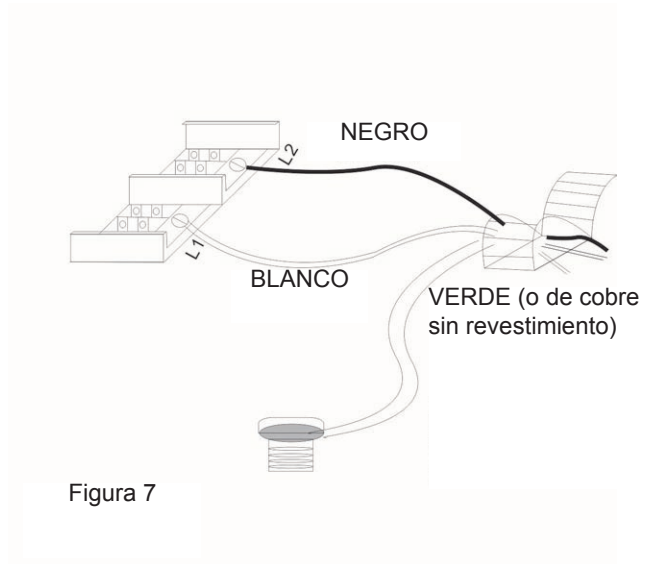 NEGRO
L2
L1
BLANCO
VERDE (o de cobre
sin revestimiento)
Figura 7